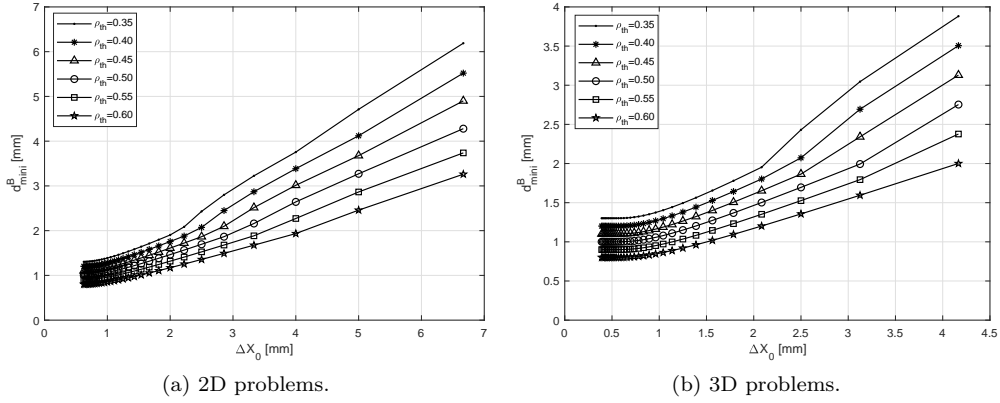 7
6
5
4
3
2
1
0
d^B_mini [mm]
ρ_th=0.35
ρ_th=0.40
ρ_th=0.45
ρ_th=0.50
ρ_th=0.55
ρ_th=0.60
0 1 2 3 4 5 6 7
ΔX_0 [mm]
(a) 2D problems.
4
3.5
3
2.5
2
1.5
1
0.5
0
d^B_mini [mm]
ρ_th=0.35
ρ_th=0.40
ρ_th=0.45
ρ_th=0.50
ρ_th=0.55
ρ_th=0.60
0 0.5 1 1.5 2 2.5 3 3.5 4 4.5
ΔX_0 [mm]
(b) 3D problems.